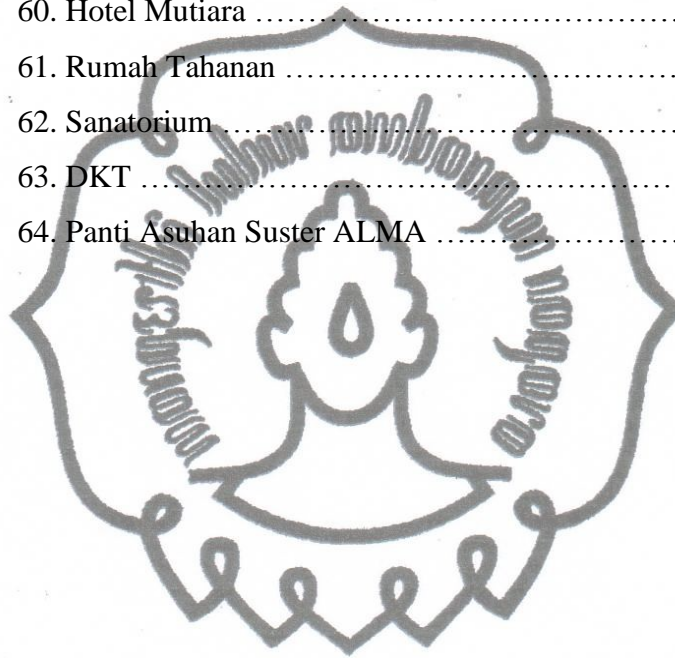 60. Hotel Mutiara ……………………………………
61. Rumah Tahanan …………………………………
62. Sanatorium …………………………………………
63. DKT …………………………………………………
64. Panti Asuhan Suster ALMA ……………………